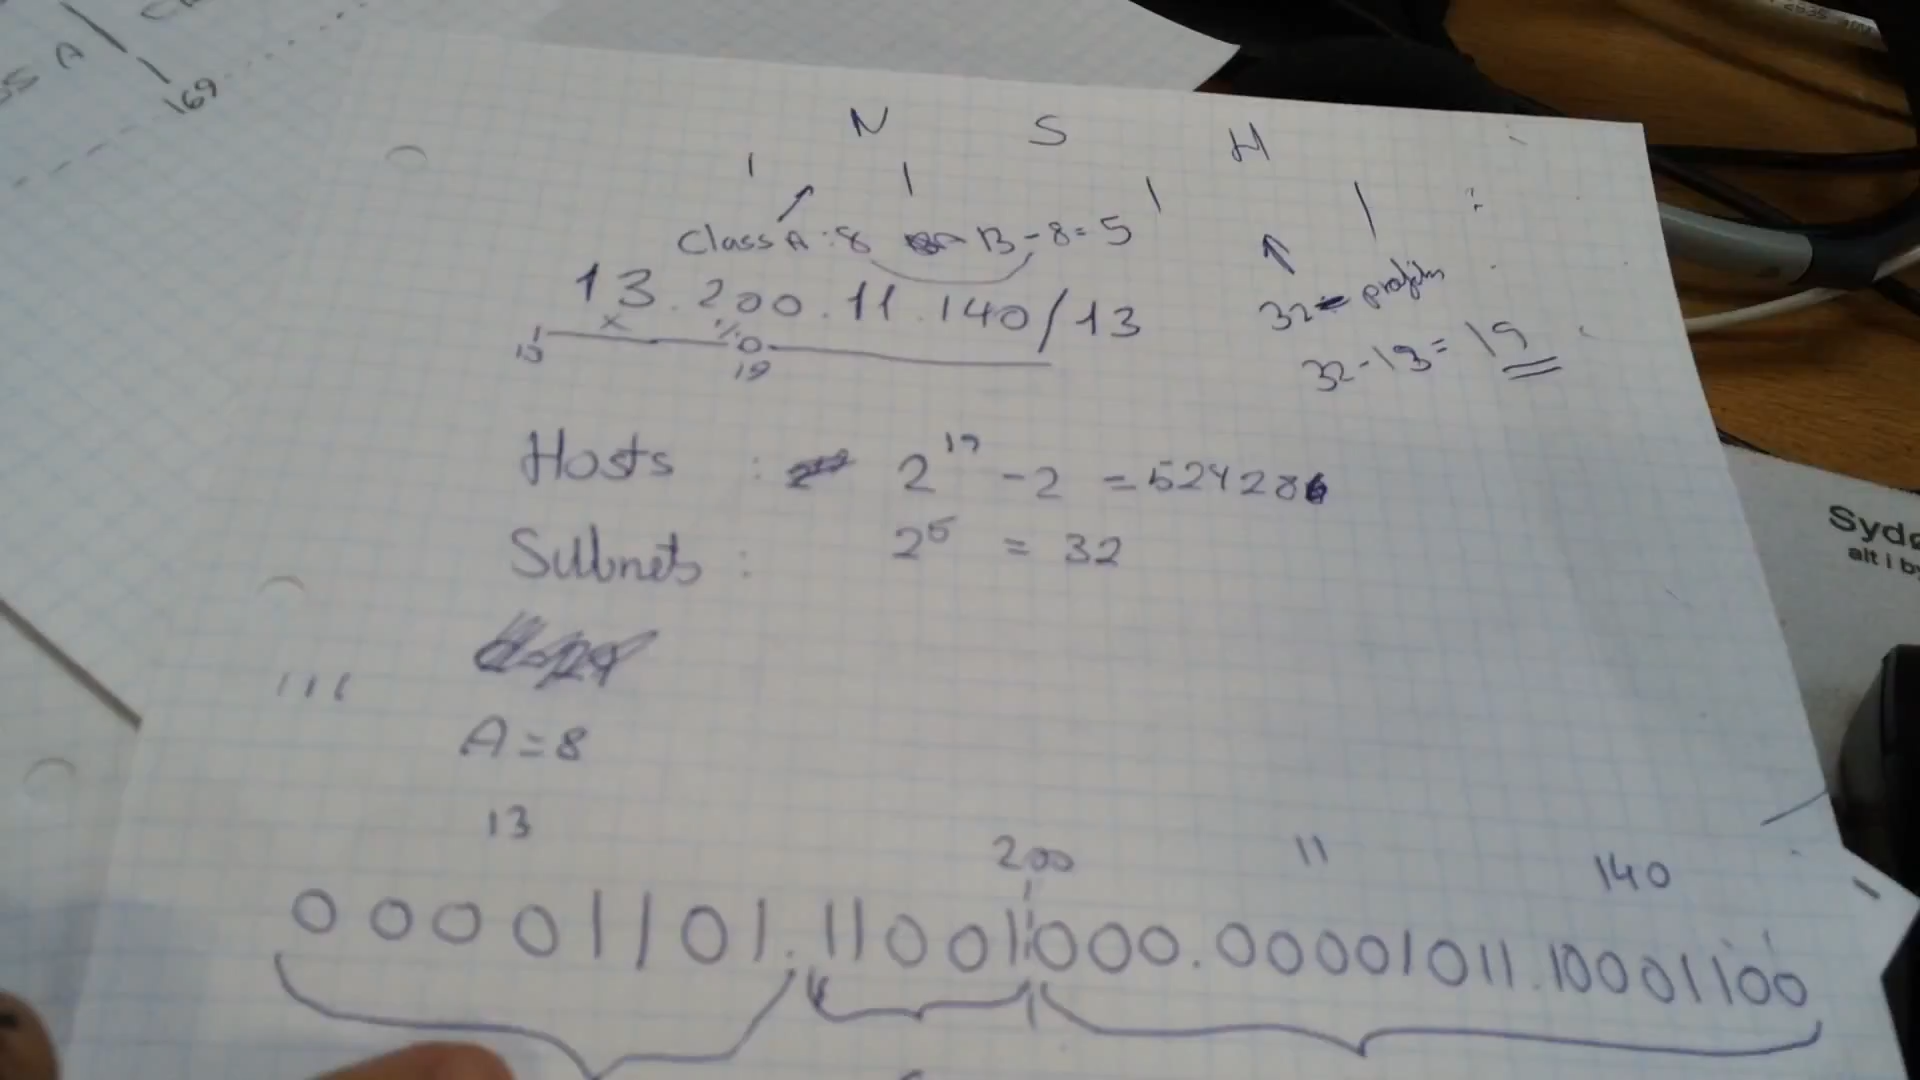 169
N S H
Class A : 8 13 - 8 = 5
13.200.11.140/13
19
32 - prefix
32 - 13 = 19
Hosts : 2^19 - 2 = 524286
Subnets : 2^5 = 32
A = 8
13 200 11 140
00001101.11001000.00001011.10001100
Syd
alt i by